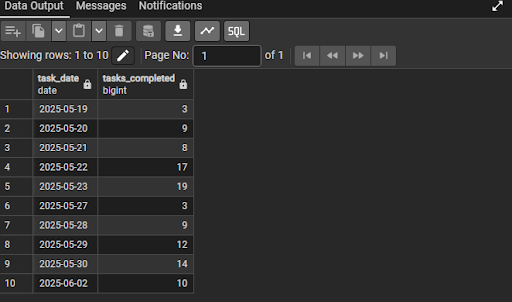 Data Output Messages Notifications
SQL
Showing rows: 1 to 10 Page No: 1 of 1
task_date tasks_completed
date bigint
1 2025-05-19 3
2 2025-05-20 9
3 2025-05-21 8
4 2025-05-22 17
5 2025-05-23 19
6 2025-05-27 3
7 2025-05-28 9
8 2025-05-29 12
9 2025-05-30 14
10 2025-06-02 10